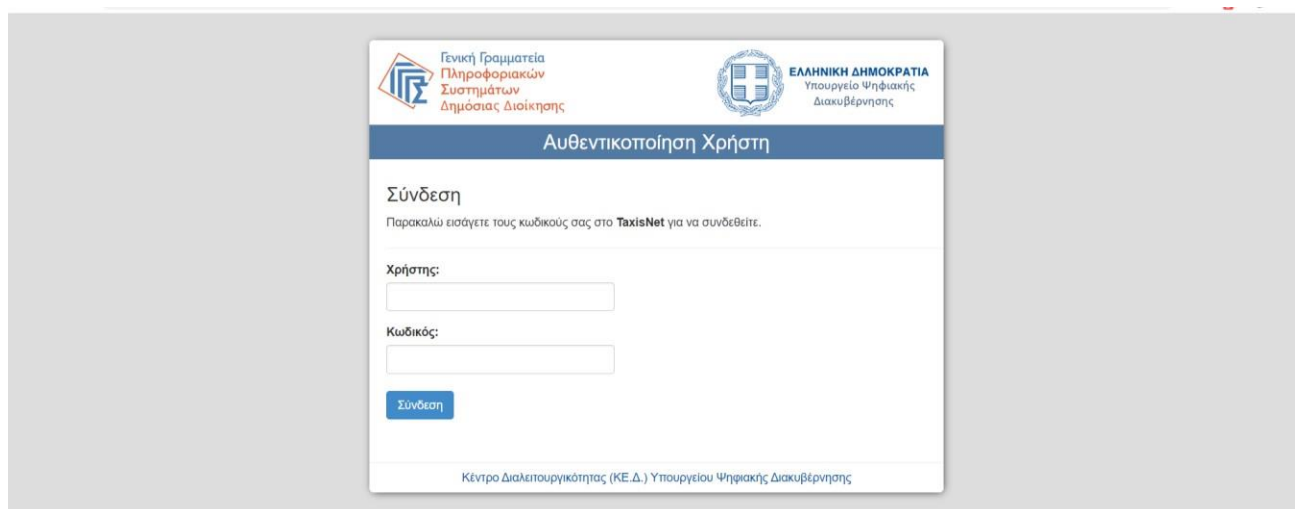 Γενική Γραμματεία
Πληροφοριακών
Συστημάτων
Δημόσιας Διοίκησης
ΕΛΛΗΝΙΚΗ ΔΗΜΟΚΡΑΤΙΑ
Υπουργείο Ψηφιακής
Διακυβέρνησης
Αυθεντικοποίηση Χρήστη
Σύνδεση
Παρακαλώ εισάγετε τους κωδικούς σας στο TaxisNet για να συνδεθείτε.
Χρήστης:
Κωδικός:
Σύνδεση
Κέντρο Διαλειτουργικότητας (ΚΕ.Δ.) Υπουργείου Ψηφιακής Διακυβέρνησης